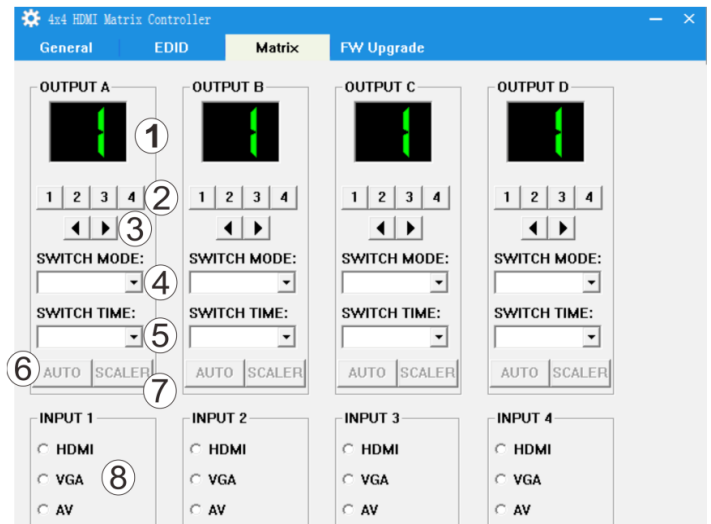 4x4 HDMI Matrix Controller
General EDID Matrix FW Upgrade
OUTPUT A OUTPUT B OUTPUT C OUTPUT D
1 1 1 1
①
1 2 3 4 ② 1 2 3 4 1 2 3 4 1 2 3 4
③
SWITCH MODE: SWITCH MODE: SWITCH MODE: SWITCH MODE:
④
SWITCH TIME: SWITCH TIME: SWITCH TIME: SWITCH TIME:
⑤
⑥ AUTO SCALER AUTO SCALER AUTO SCALER AUTO SCALER
⑦
INPUT 1 INPUT 2 INPUT 3 INPUT 4
HDMI HDMI HDMI HDMI
VGA ⑧ VGA VGA VGA
AV AV AV AV